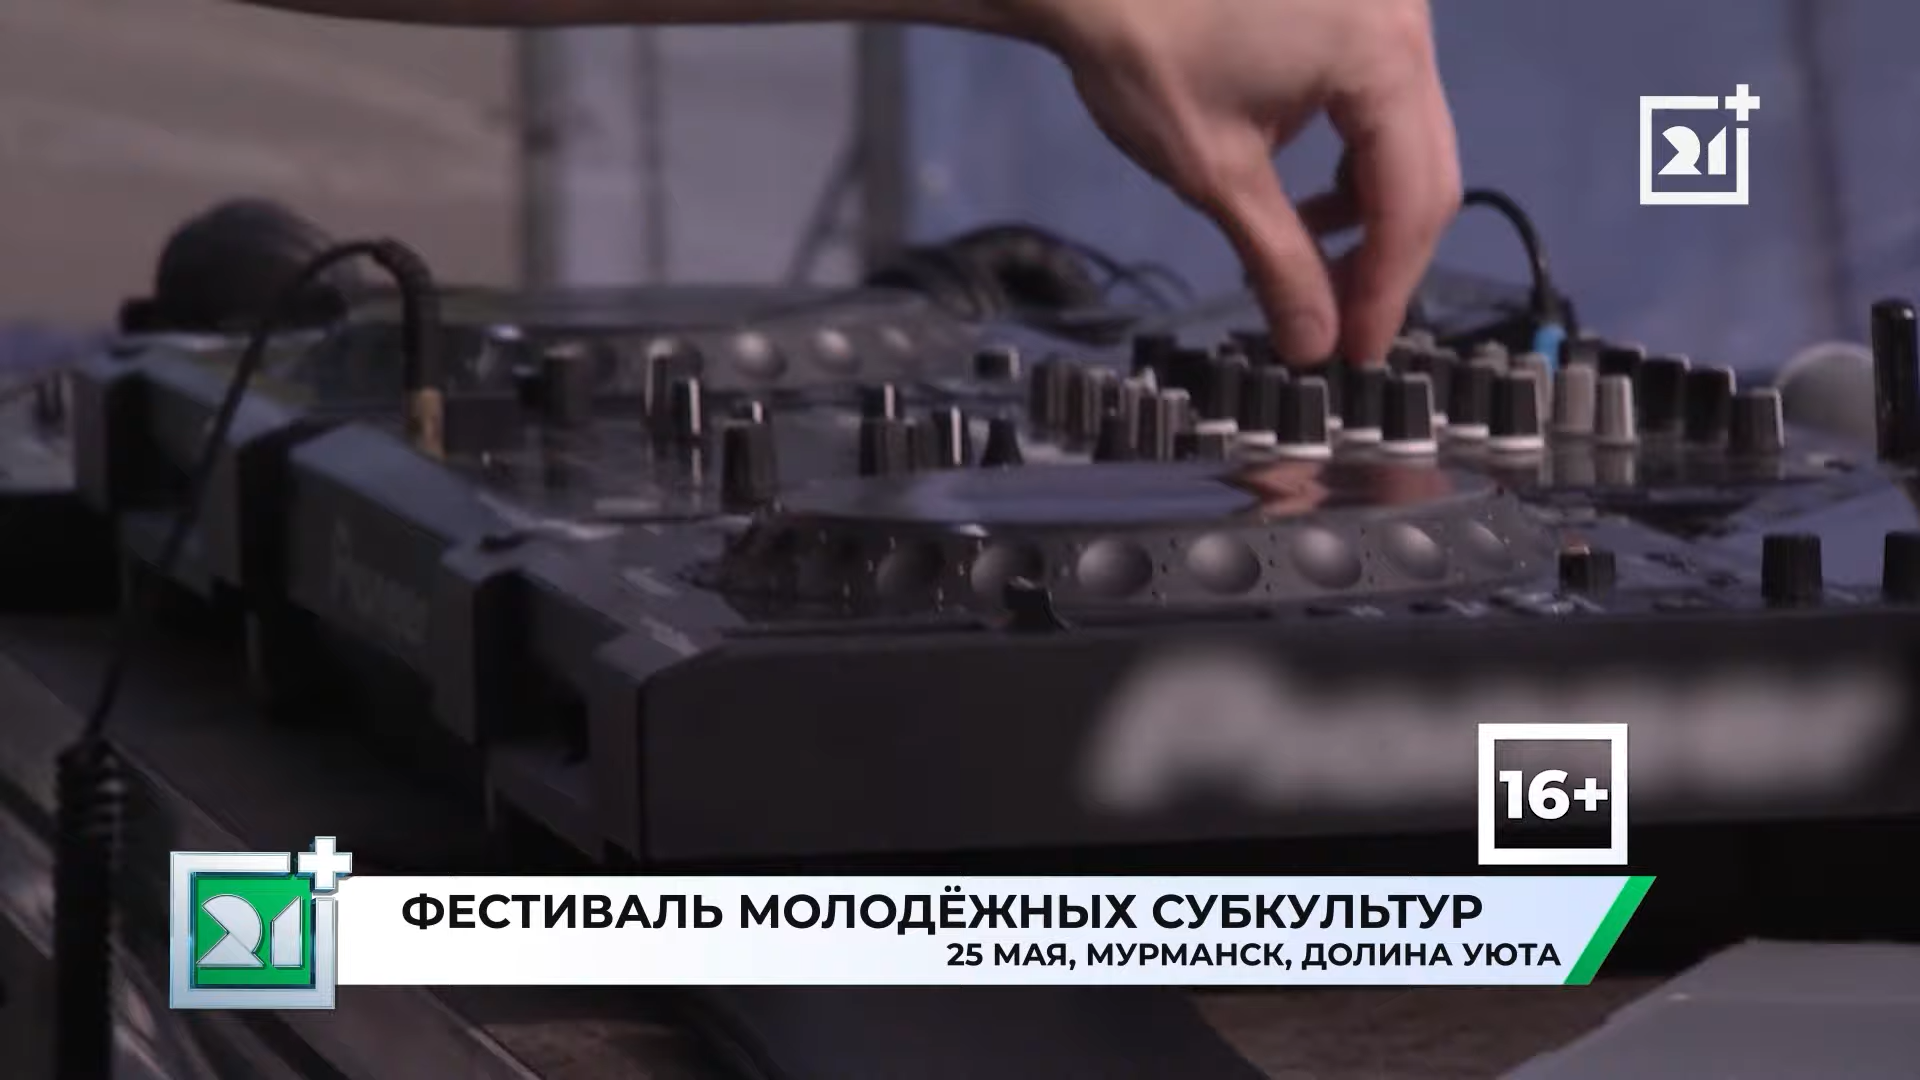 21+
16+
21+
ФЕСТИВАЛЬ МОЛОДЁЖНЫХ СУБКУЛЬТУР
25 МАЯ, МУРМАНСК, ДОЛИНА УЮТА